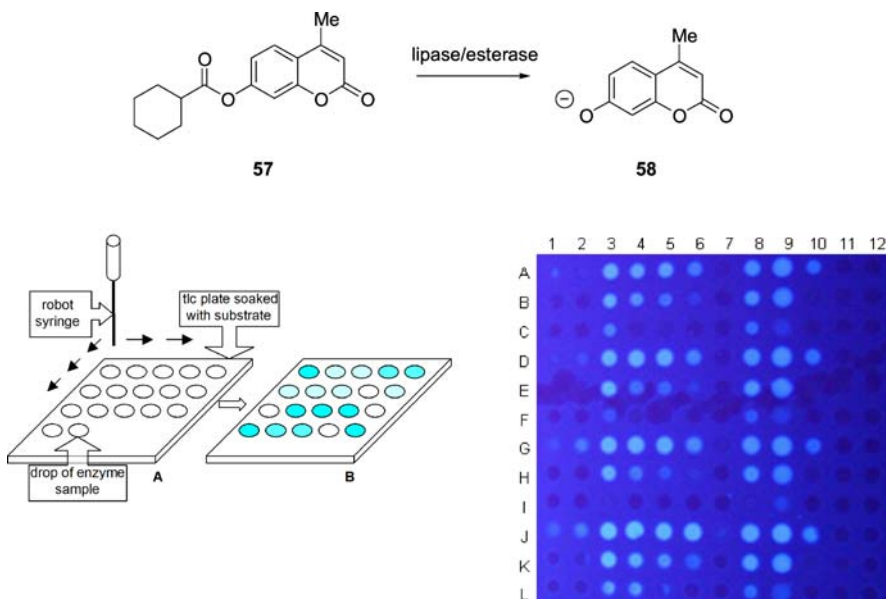 Me
O
O
O
O
lipase/esterase
Me
⊖
O
O
O
57
58
robot
syringe
tlc plate soaked
with substrate
drop of enzyme
sample
A
B
1 2 3 4 5 6 7 8 9 10 11 12
A
B
C
D
E
F
G
H
I
J
K
L